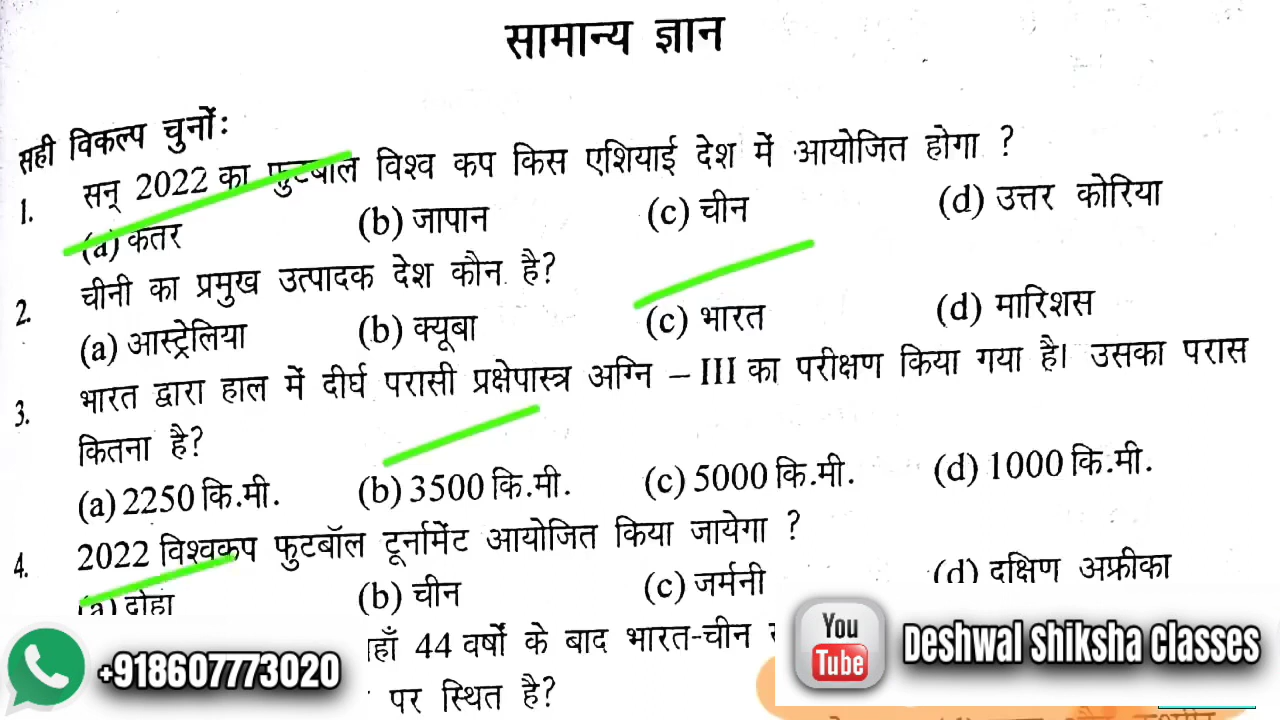 सामान्य ज्ञान
सही विकल्प चुनों:
1. सन् 2022 का फुटबाल विश्व कप किस एशियाई देश में आयोजित होगा ?
(a) कतर (b) जापान (c) चीन (d) उत्तर कोरिया
2. चीनी का प्रमुख उत्पादक देश कौन है?
(a) आस्ट्रेलिया (b) क्यूबा (c) भारत (d) मारिशस
3. भारत द्वारा हाल में दीर्घ परासी प्रक्षेपास्त्र अग्नि – III का परीक्षण किया गया है। उसका परास
कितना है?
(a) 2250 कि.मी. (b) 3500 कि.मी. (c) 5000 कि.मी. (d) 1000 कि.मी.
4. 2022 विश्वकप फुटबॉल टूर्नामेंट आयोजित किया जायेगा ?
(a) दोहा (b) चीन (c) जर्मनी (d) दक्षिण अफ्रीका
44 वर्षों के बाद भारत-चीन
पर स्थित है?
+918607773020
You Tube
Deshwal shiksha classes